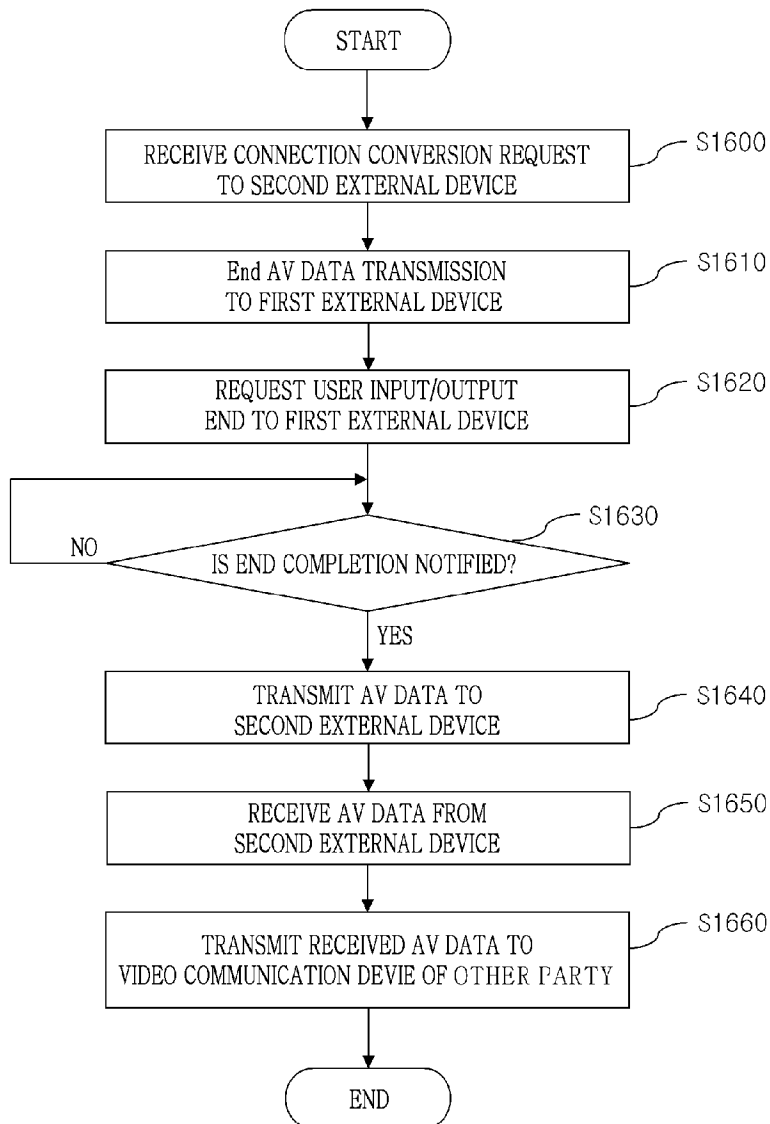 START
RECEIVE CONNECTION CONVERSION REQUEST
TO SECOND EXTERNAL DEVICE
S1600
End AV DATA TRANSMISSION
TO FIRST EXTERNAL DEVICE
S1610
REQUEST USER INPUT/OUTPUT
END TO FIRST EXTERNAL DEVICE
S1620
IS END COMPLETION NOTIFIED?
S1630
NO
YES
TRANSMIT AV DATA TO
SECOND EXTERNAL DEVICE
S1640
RECEIVE AV DATA FROM
SECOND EXTERNAL DEVICE
S1650
TRANSMIT RECEIVED AV DATA TO
VIDEO COMMUNICATION DEVIE OF OTHER PARTY
S1660
END